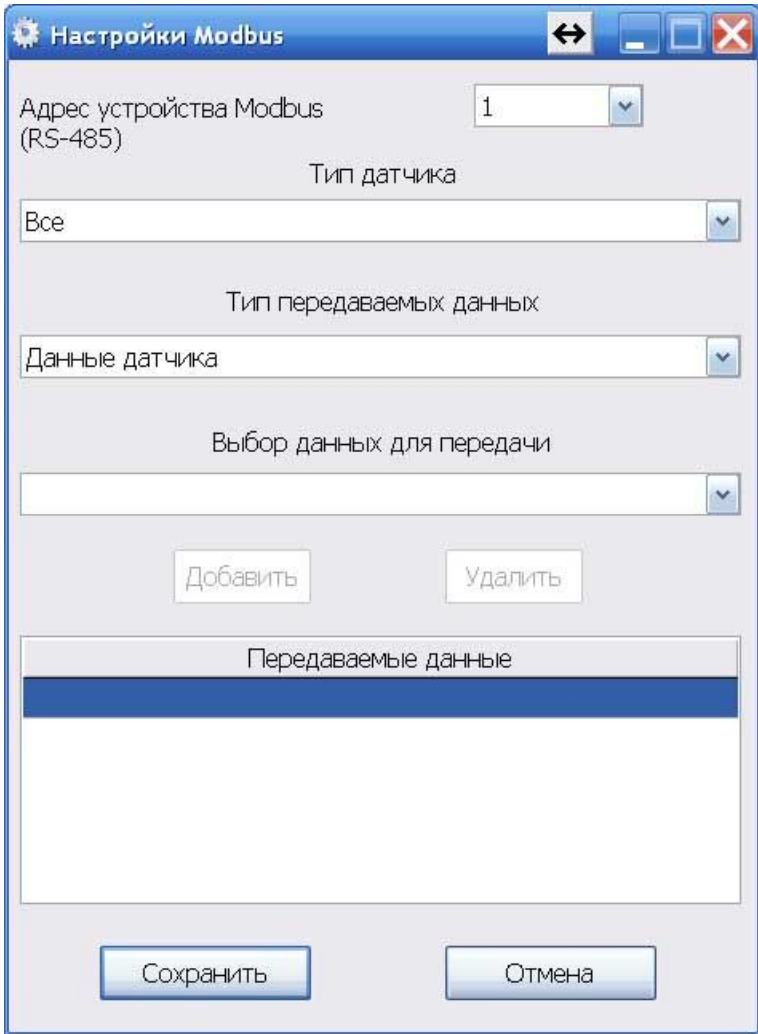 Настройки Modbus
Адрес устройства Modbus
(RS-485)
1
Тип датчика
Все
Тип передаваемых данных
Данные датчика
Выбор данных для передачи
Добавить
Удалить
Передаваемые данные
Сохранить
Отмена